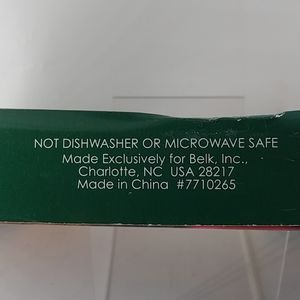 NOT DISHWASHER OR MICROWAVE SAFE
Made Exclusively for Belk, Inc.,
Charlotte, NC USA 28217
Made in China #7710265